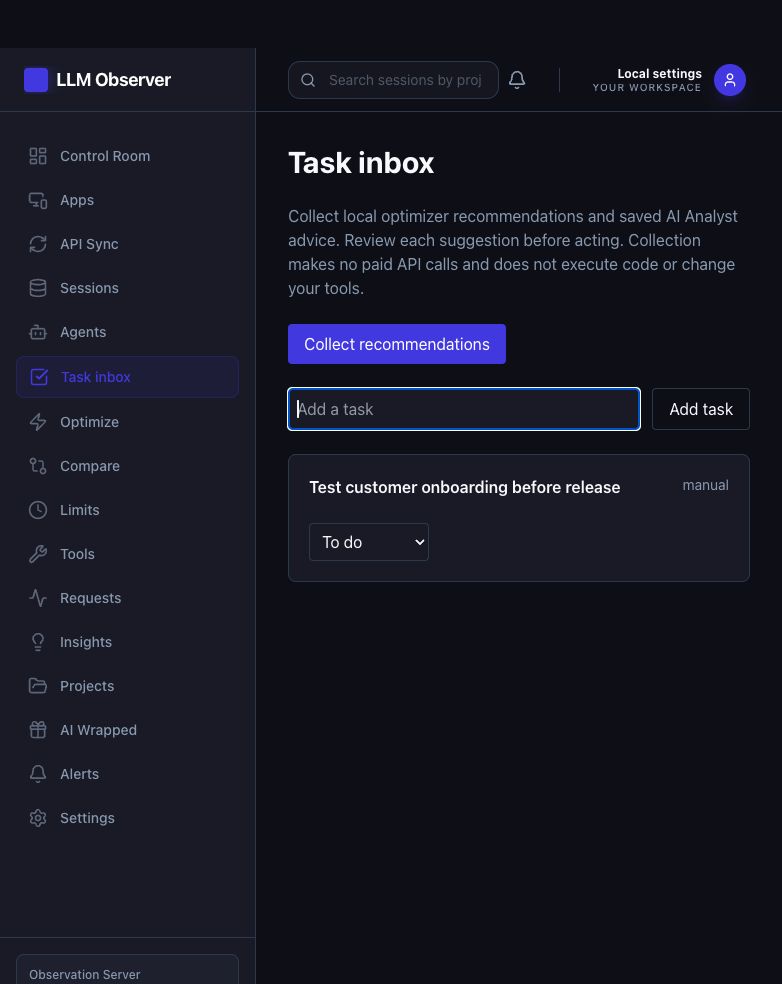 LLM Observer
Search sessions by proj
Local settings
YOUR WORKSPACE
Control Room
Apps
API Sync
Sessions
Agents
Task inbox
Optimize
Compare
Limits
Tools
Requests
Insights
Projects
AI Wrapped
Alerts
Settings
Observation Server
Task inbox
Collect local optimizer recommendations and saved AI Analyst
advice. Review each suggestion before acting. Collection
makes no paid API calls and does not execute code or change
your tools.
Collect recommendations
Add a task
Add task
Test customer onboarding before release
manual
To do